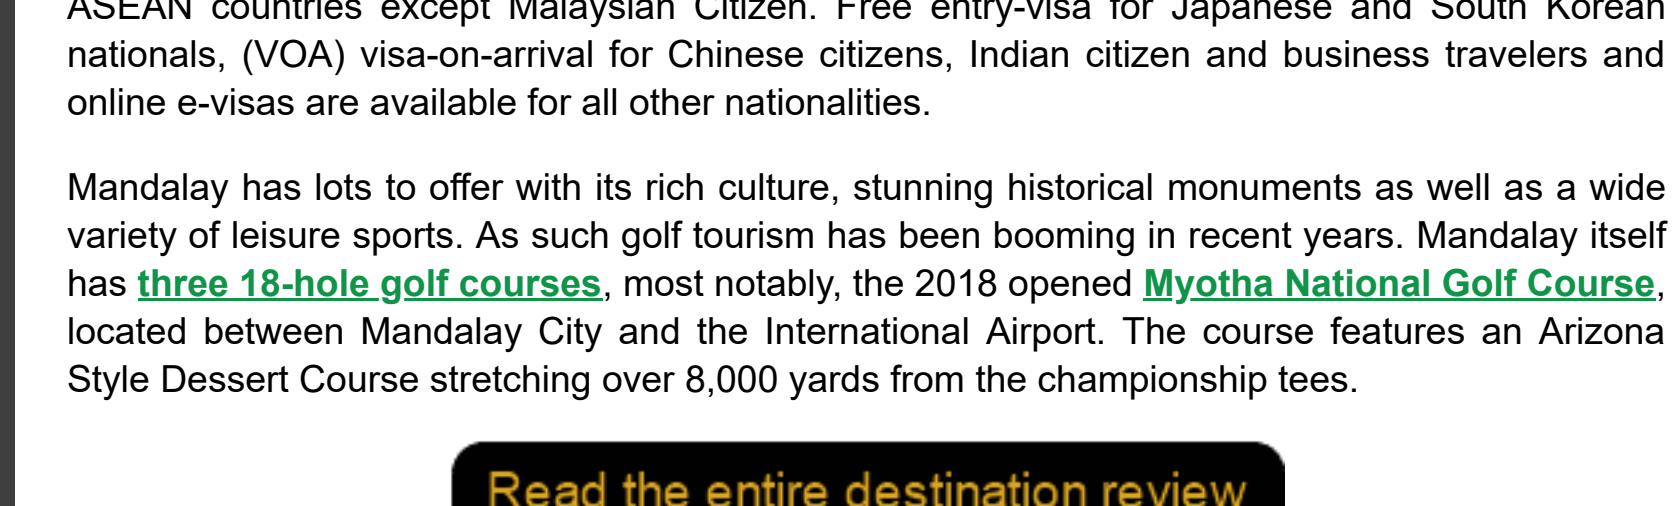 ASEAN countries except Malaysian Citizen. Free entry-visa for Japanese and South Korean
nationals, (VOA) visa-on-arrival for Chinese citizens, Indian citizen and business travelers and
online e-visas are available for all other nationalities.
Mandalay has lots to offer with its rich culture, stunning historical monuments as well as a wide
variety of leisure sports. As such golf tourism has been booming in recent years. Mandalay itself
has three 18-hole golf courses, most notably, the 2018 opened Myotha National Golf Course,
located between Mandalay City and the International Airport. The course features an Arizona
Style Dessert Course stretching over 8,000 yards from the championship tees.
Read the entire destination review